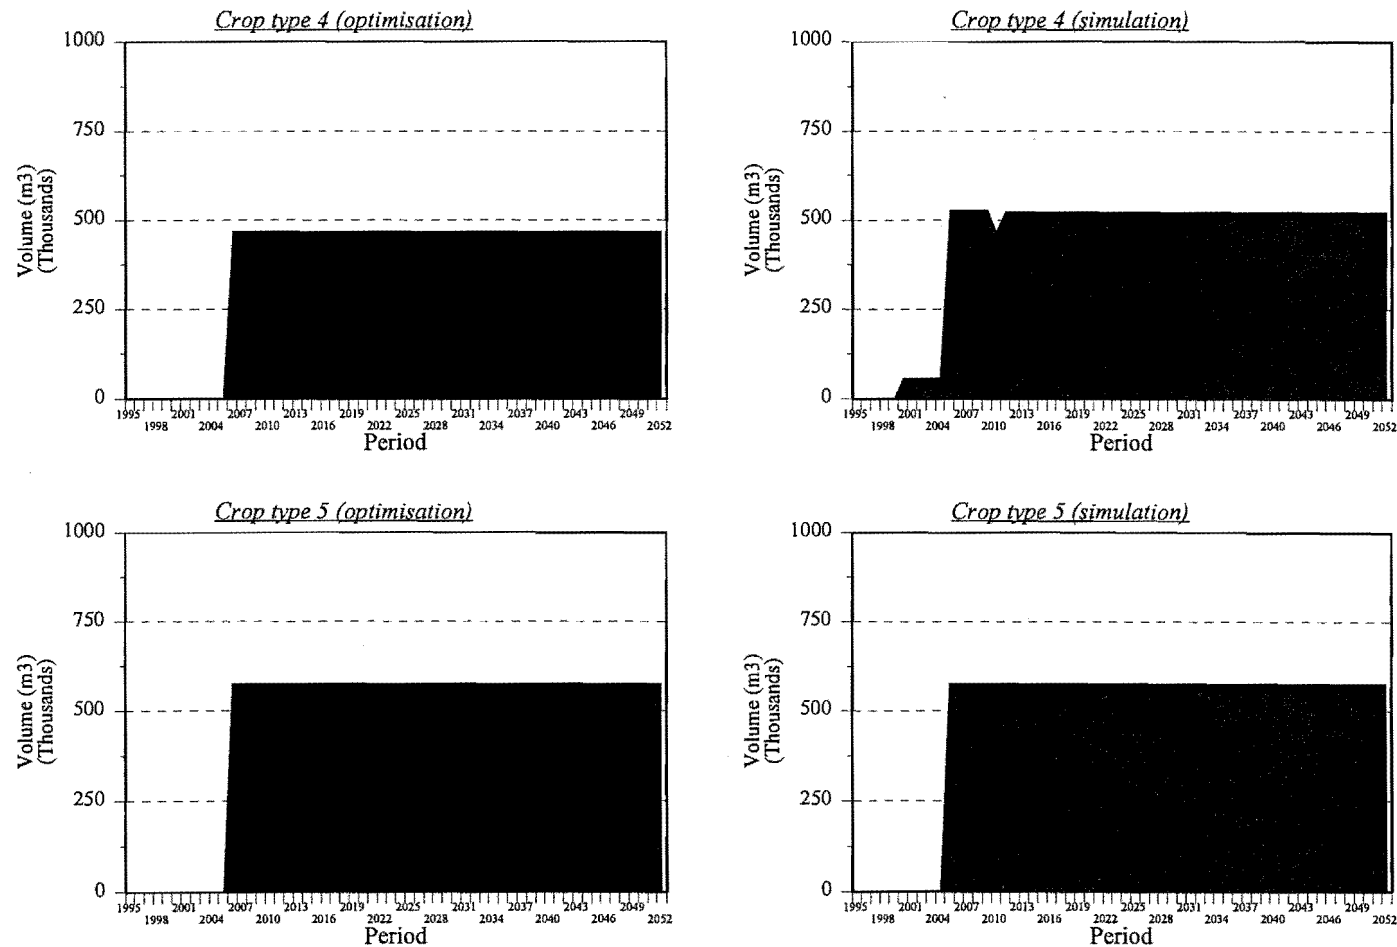 Crop type 4 (optimisation)
1000
750
500
250
0
Volume (m3)
(Thousands)
1995 2001 2007 2013 2019 2025 2031 2037 2043 2049
1998 2004 2010 2016 2022 2028 2034 2040 2046 2052
Period
Crop type 4 (simulation)
1000
750
500
250
0
Volume (m3)
(Thousands)
1995 2001 2007 2013 2019 2025 2031 2037 2043 2049
1998 2004 2010 2016 2022 2028 2034 2040 2046 2052
Period
Crop type 5 (optimisation)
1000
750
500
250
0
Volume (m3)
(Thousands)
1995 2001 2007 2013 2019 2025 2031 2037 2043 2049
1998 2004 2010 2016 2022 2028 2034 2040 2046 2052
Period
Crop type 5 (simulation)
1000
750
500
250
0
Volume (m3)
(Thousands)
1995 2001 2007 2013 2019 2025 2031 2037 2043 2049
1998 2004 2010 2016 2022 2028 2034 2040 2046 2052
Period